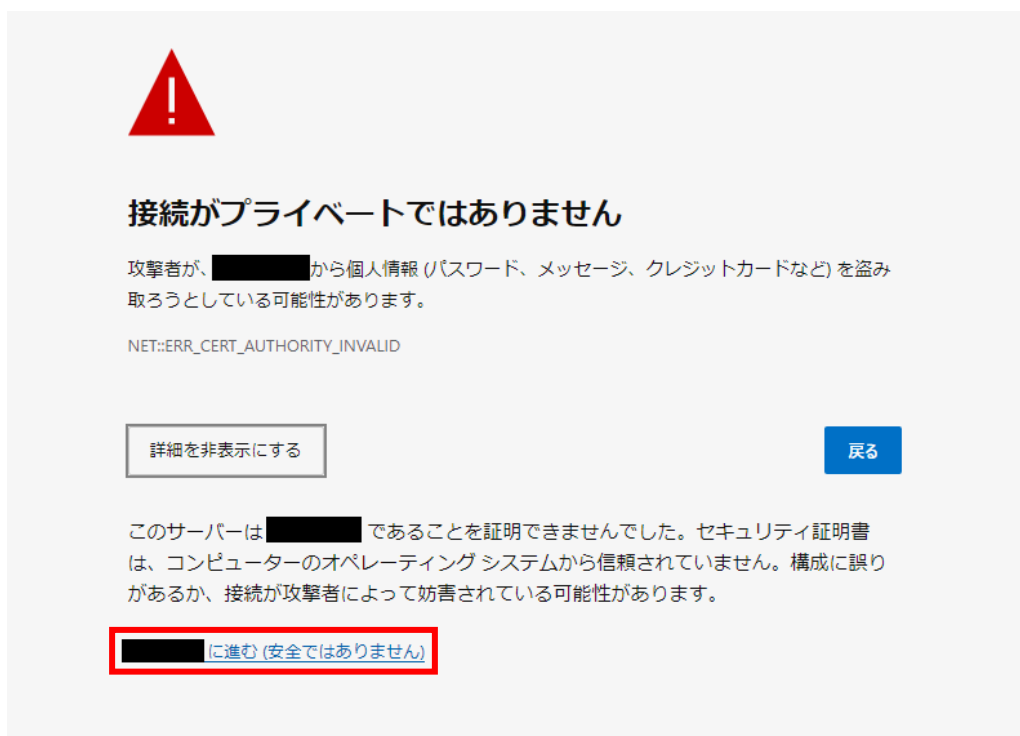 接続がプライベートではありません
攻撃者が、から個人情報 (パスワード、メッセージ、クレジットカードなど) を盗み
取ろうとしている可能性があります。
NET::ERR_CERT_AUTHORITY_INVALID
詳細を非表示にする
戻る
このサーバーは であることを証明できませんでした。セキュリティ証明書
は、コンピューターのオペレーティング システムから信頼されていません。構成に誤り
があるか、接続が攻撃者によって妨害されている可能性があります。
に進む (安全ではありません)